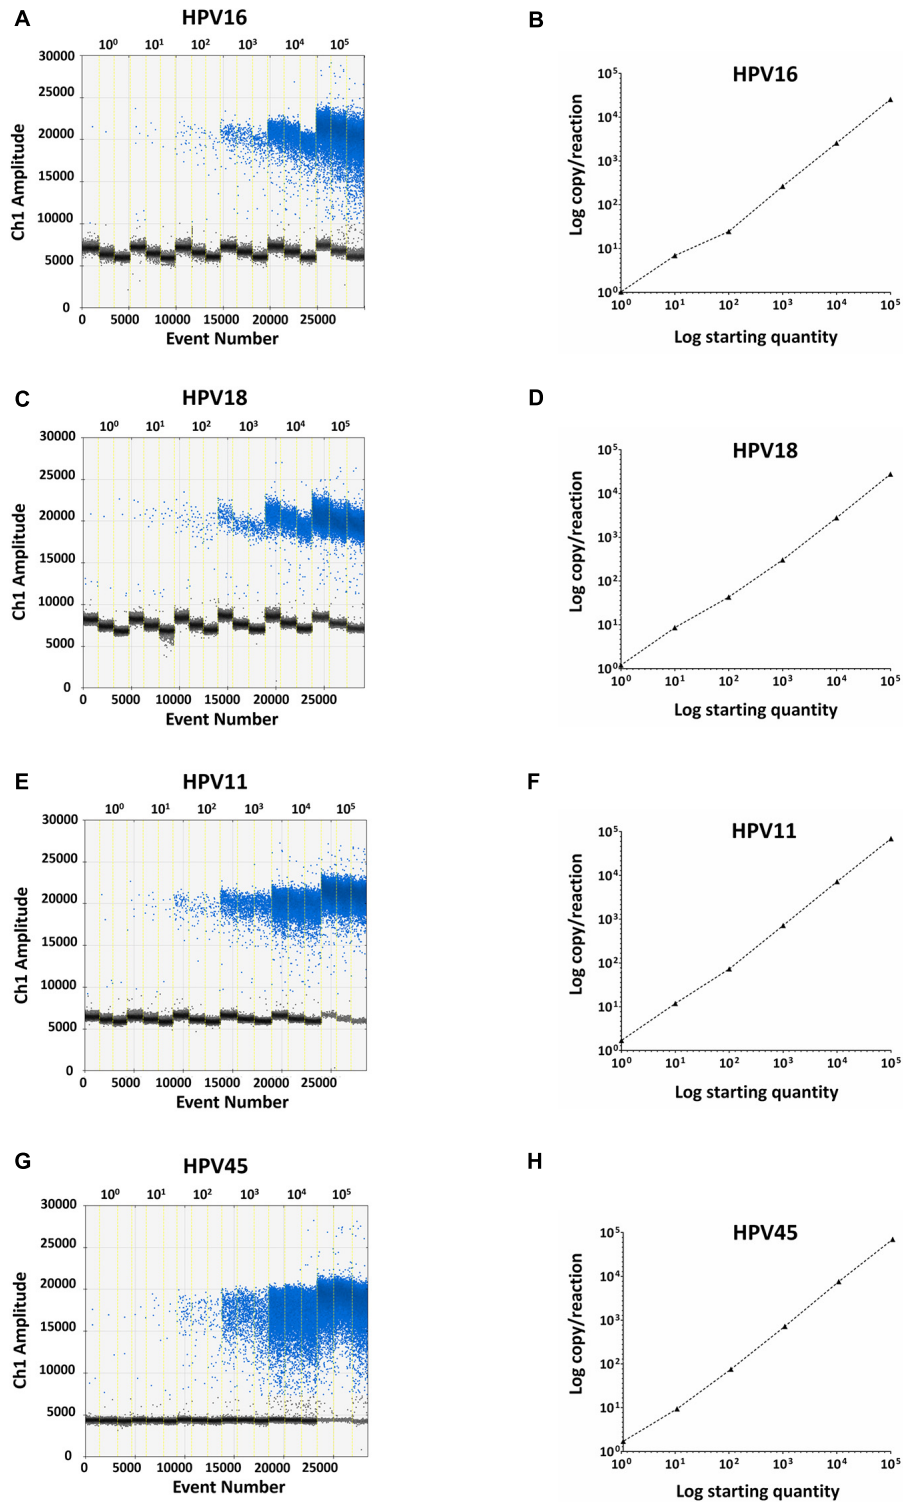 A
HPV16
10⁰ 10¹ 10² 10³ 10⁴ 10⁵
30000
25000
20000
15000
10000
5000
0
Ch1 Amplitude
0 5000 10000 15000 20000 25000
Event Number
B
HPV16
10⁵
10⁴
10³
10²
10¹
10⁰
Log copy/reaction
10⁰ 10¹ 10² 10³ 10⁴ 10⁵
Log starting quantity
C
HPV18
10⁰ 10¹ 10² 10³ 10⁴ 10⁵
30000
25000
20000
15000
10000
5000
0
Ch1 Amplitude
0 5000 10000 15000 20000 25000
Event Number
D
HPV18
10⁵
10⁴
10³
10²
10¹
10⁰
Log copy/reaction
10⁰ 10¹ 10² 10³ 10⁴ 10⁵
Log starting quantity
E
HPV11
10⁰ 10¹ 10² 10³ 10⁴ 10⁵
30000
25000
20000
15000
10000
5000
0
Ch1 Amplitude
0 5000 10000 15000 20000 25000
Event Number
F
HPV11
10⁵
10⁴
10³
10²
10¹
10⁰
Log copy/reaction
10⁰ 10¹ 10² 10³ 10⁴ 10⁵
Log starting quantity
G
HPV45
10⁰ 10¹ 10² 10³ 10⁴ 10⁵
30000
25000
20000
15000
10000
5000
0
Ch1 Amplitude
0 5000 10000 15000 20000 25000
Event Number
H
HPV45
10⁵
10⁴
10³
10²
10¹
10⁰
Log copy/reaction
10⁰ 10¹ 10² 10³ 10⁴ 10⁵
Log starting quantity